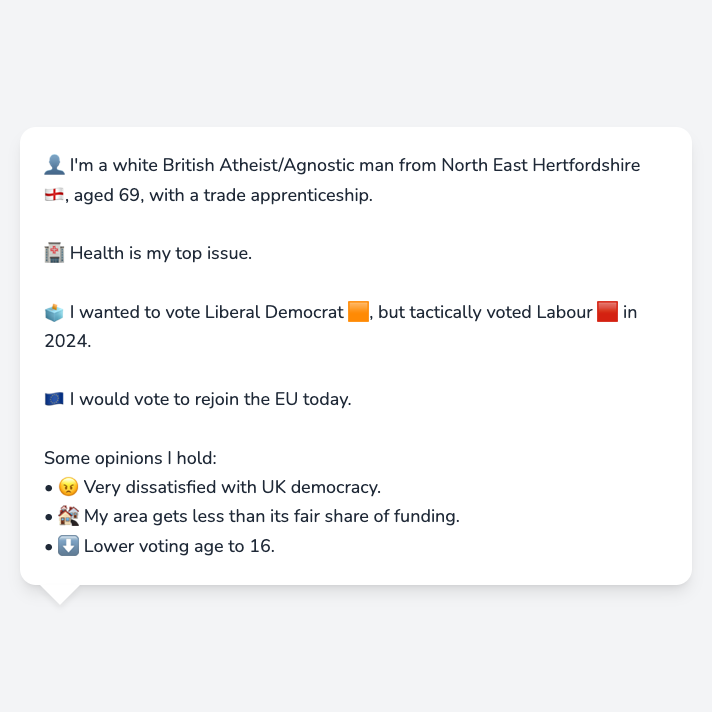 👤 I'm a white British Atheist/Agnostic man from North East Hertfordshire
🏴󠁧󠁢󠁥󠁮󠁧󠁿, aged 69, with a trade apprenticeship.
🏥 Health is my top issue.
🗳️ I wanted to vote Liberal Democrat 🟧, but tactically voted Labour 🟥 in
2024.
🇪🇺 I would vote to rejoin the EU today.
Some opinions I hold:
• 😠 Very dissatisfied with UK democracy.
• 🏘️ My area gets less than its fair share of funding.
• ⬇️ Lower voting age to 16.